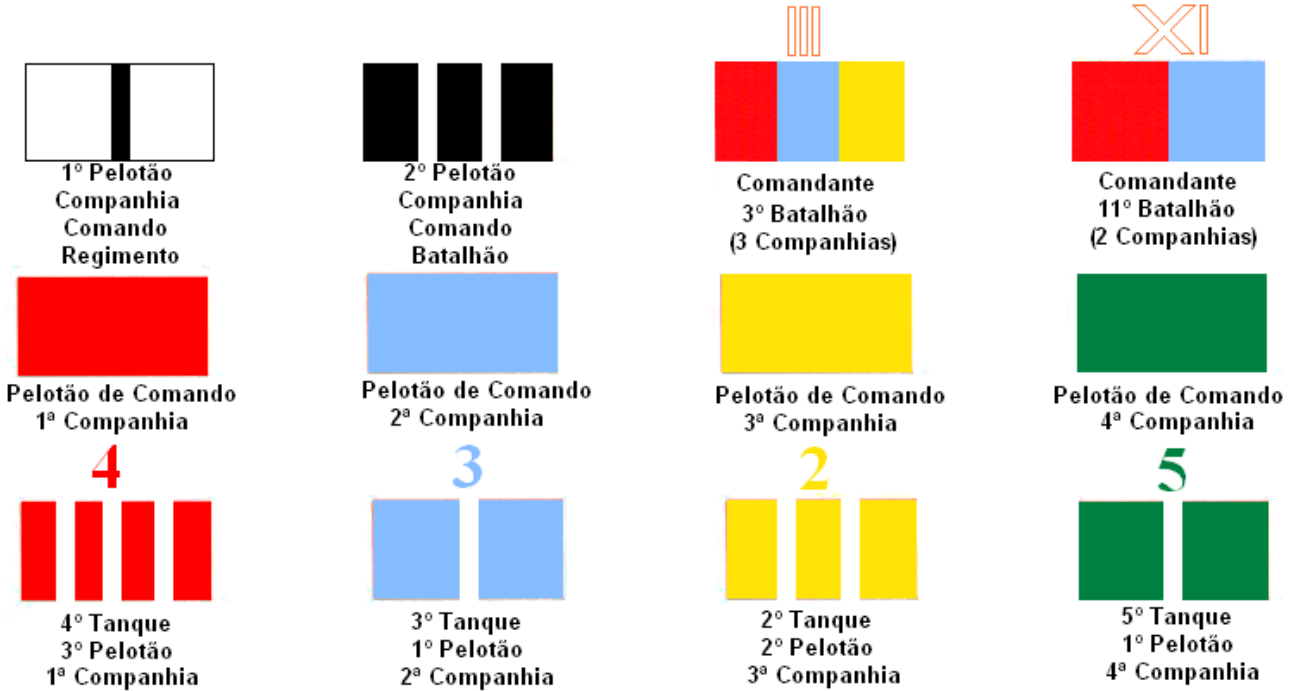 III
XI
1º Pelotão
Companhia
Comando
Regimento
2º Pelotão
Companhia
Comando
Batalhão
Comandante
3º Batalhão
(3 Companhias)
Comandante
11º Batalhão
(2 Companhias)
Pelotão de Comando
1ª Companhia
Pelotão de Comando
2ª Companhia
Pelotão de Comando
3ª Companhia
Pelotão de Comando
4ª Companhia
4
4º Tanque
3º Pelotão
1ª Companhia
3
3º Tanque
1º Pelotão
2ª Companhia
2
2º Tanque
2º Pelotão
3ª Companhia
5
5º Tanque
1º Pelotão
4ª Companhia